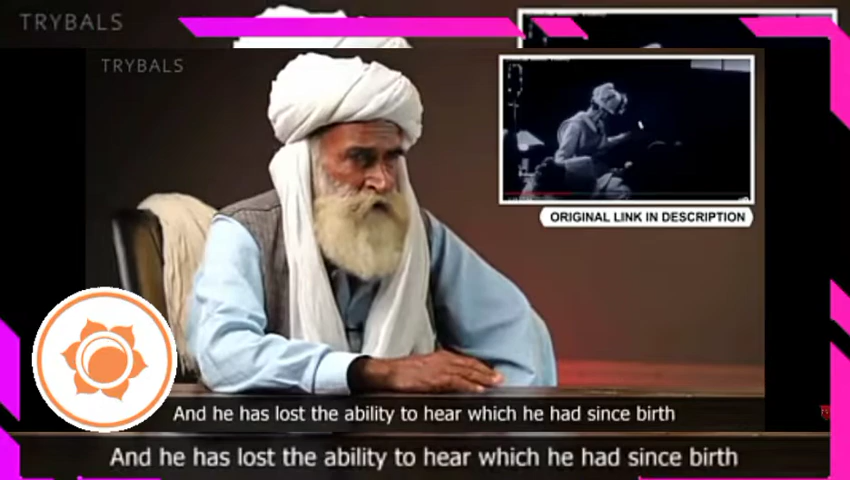 TRYBALS
TRYBALS
ORIGINAL LINK IN DESCRIPTION
And he has lost the ability to hear which he had since birth
And he has lost the ability to hear which he had since birth